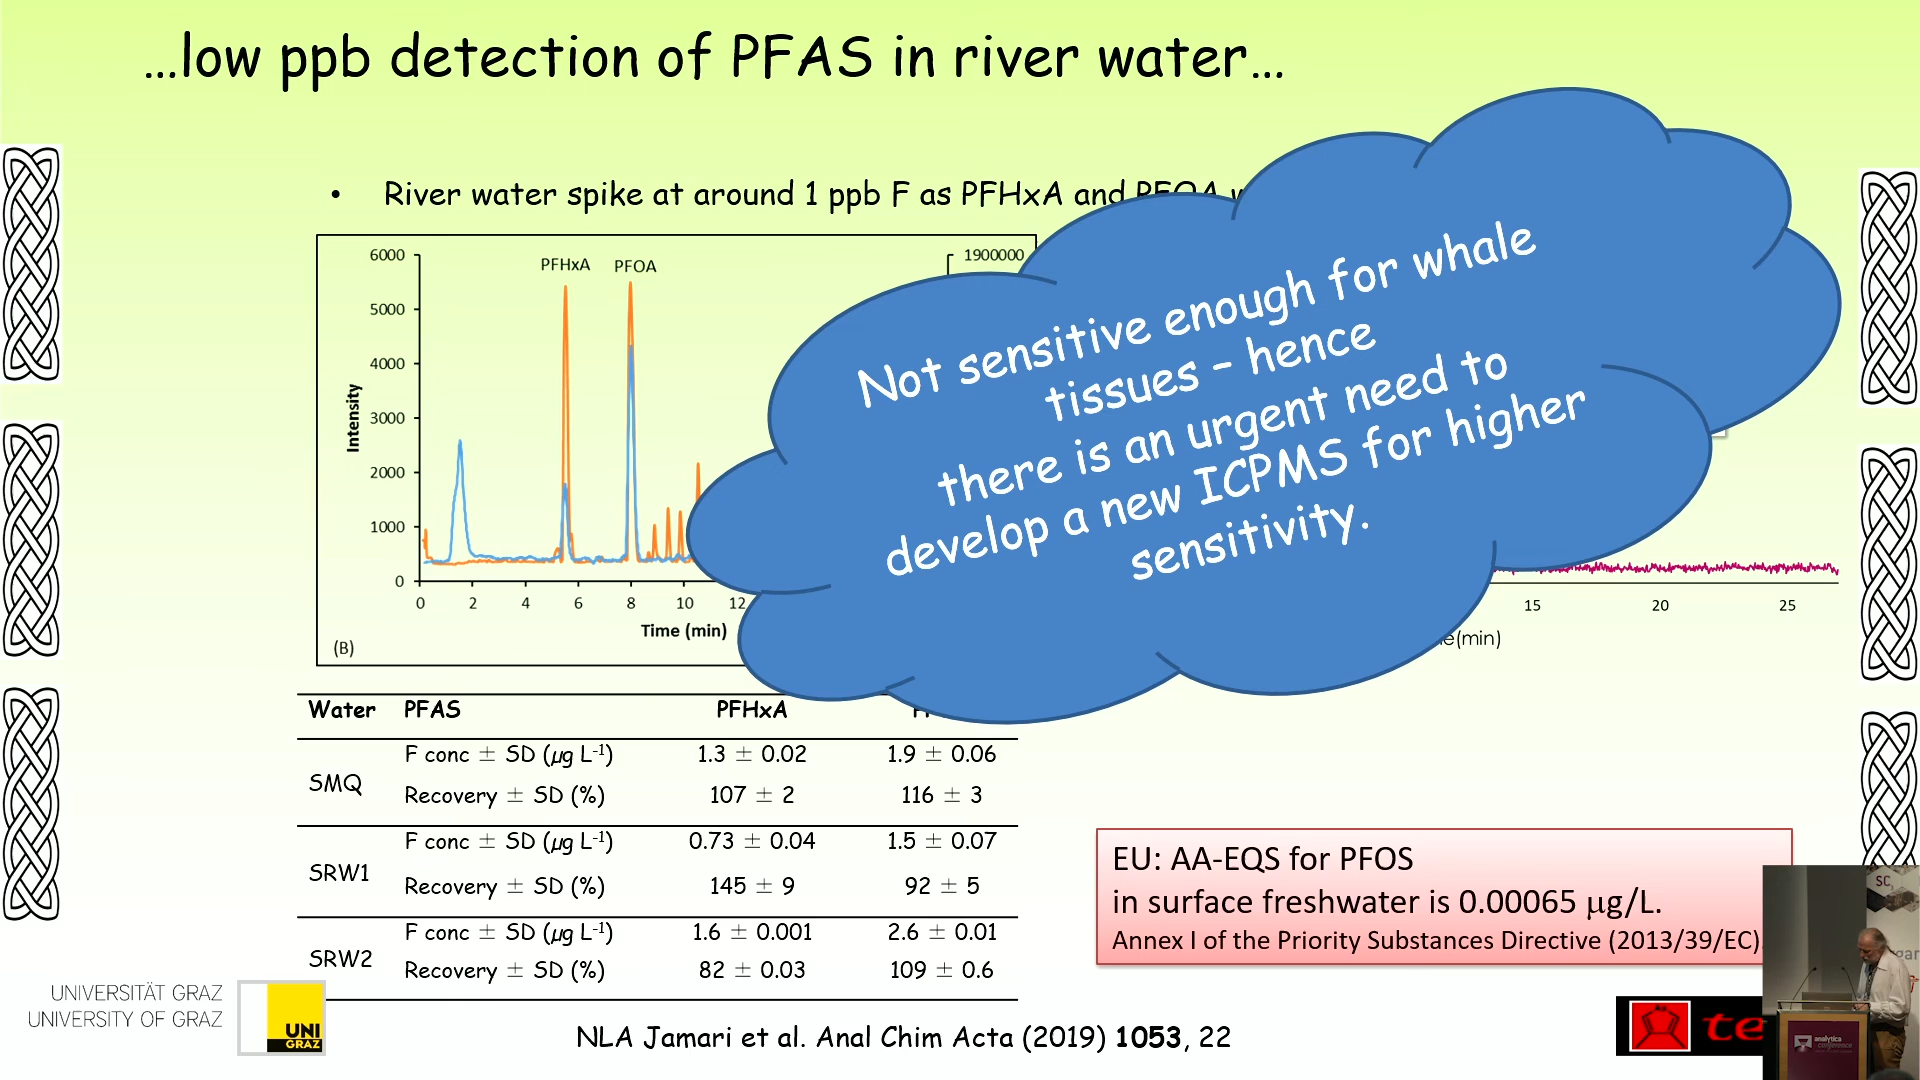 ...low ppb detection of PFAS in river water...
• River water spike at around 1 ppb F as PFHxA and PFOA
Not sensitive enough for whale
tissues – hence
there is an urgent need to
develop a new ICPMS for higher
sensitivity.
PFHxA PFOA
1900000
6000
5000
4000
3000
2000
1000
0
Intensity
0 2 4 6 8 10 12
Time (min)
(B)
15 20 25
(min)
Water PFAS PFHxA
SMQ
F conc ± SD (µg L-1) 1.3 ± 0.02 1.9 ± 0.06
Recovery ± SD (%) 107 ± 2 116 ± 3
SRW1
F conc ± SD (µg L-1) 0.73 ± 0.04 1.5 ± 0.07
Recovery ± SD (%) 145 ± 9 92 ± 5
SRW2
F conc ± SD (µg L-1) 1.6 ± 0.001 2.6 ± 0.01
Recovery ± SD (%) 82 ± 0.03 109 ± 0.6
EU: AA-EQS for PFOS
in surface freshwater is 0.00065 µg/L.
Annex I of the Priority Substances Directive (2013/39/EC).
UNIVERSITÄT GRAZ
UNIVERSITY OF GRAZ
UNI
GRAZ
NLA Jamari et al. Anal Chim Acta (2019) 1053, 22
te
SC
analytica
conference